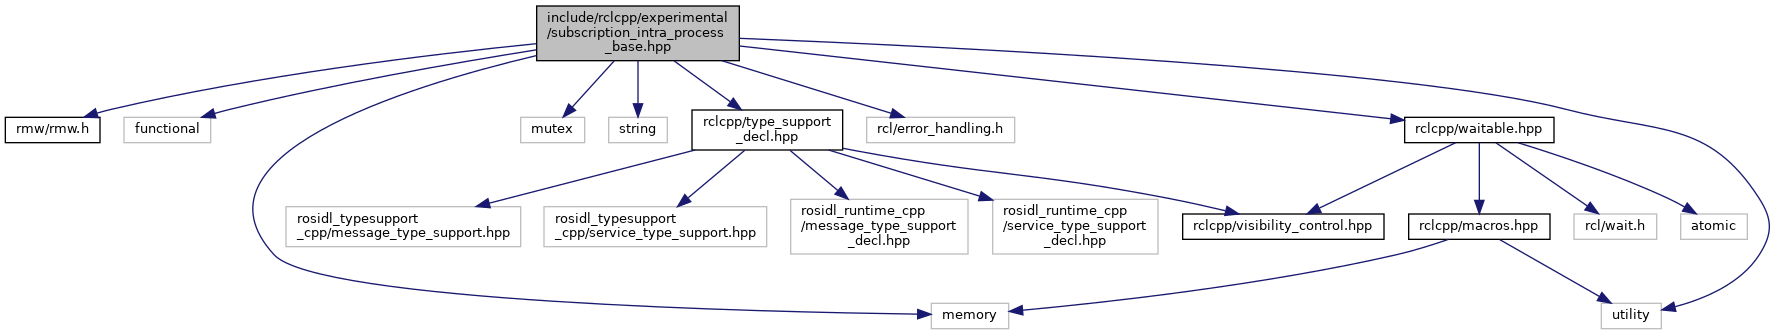 include/rclcpp/experimental
/subscription_intra_process
_base.hpp
rmw/rmw.h
functional
mutex
string
rclcpp/type_support
_decl.hpp
rcl/error_handling.h
rclcpp/waitable.hpp
rosidl_typesupport
_cpp/message_type_support.hpp
rosidl_typesupport
_cpp/service_type_support.hpp
rosidl_runtime_cpp
/message_type_support
_decl.hpp
rosidl_runtime_cpp
/service_type_support
_decl.hpp
rclcpp/visibility_control.hpp
rclcpp/macros.hpp
rcl/wait.h
atomic
memory
utility